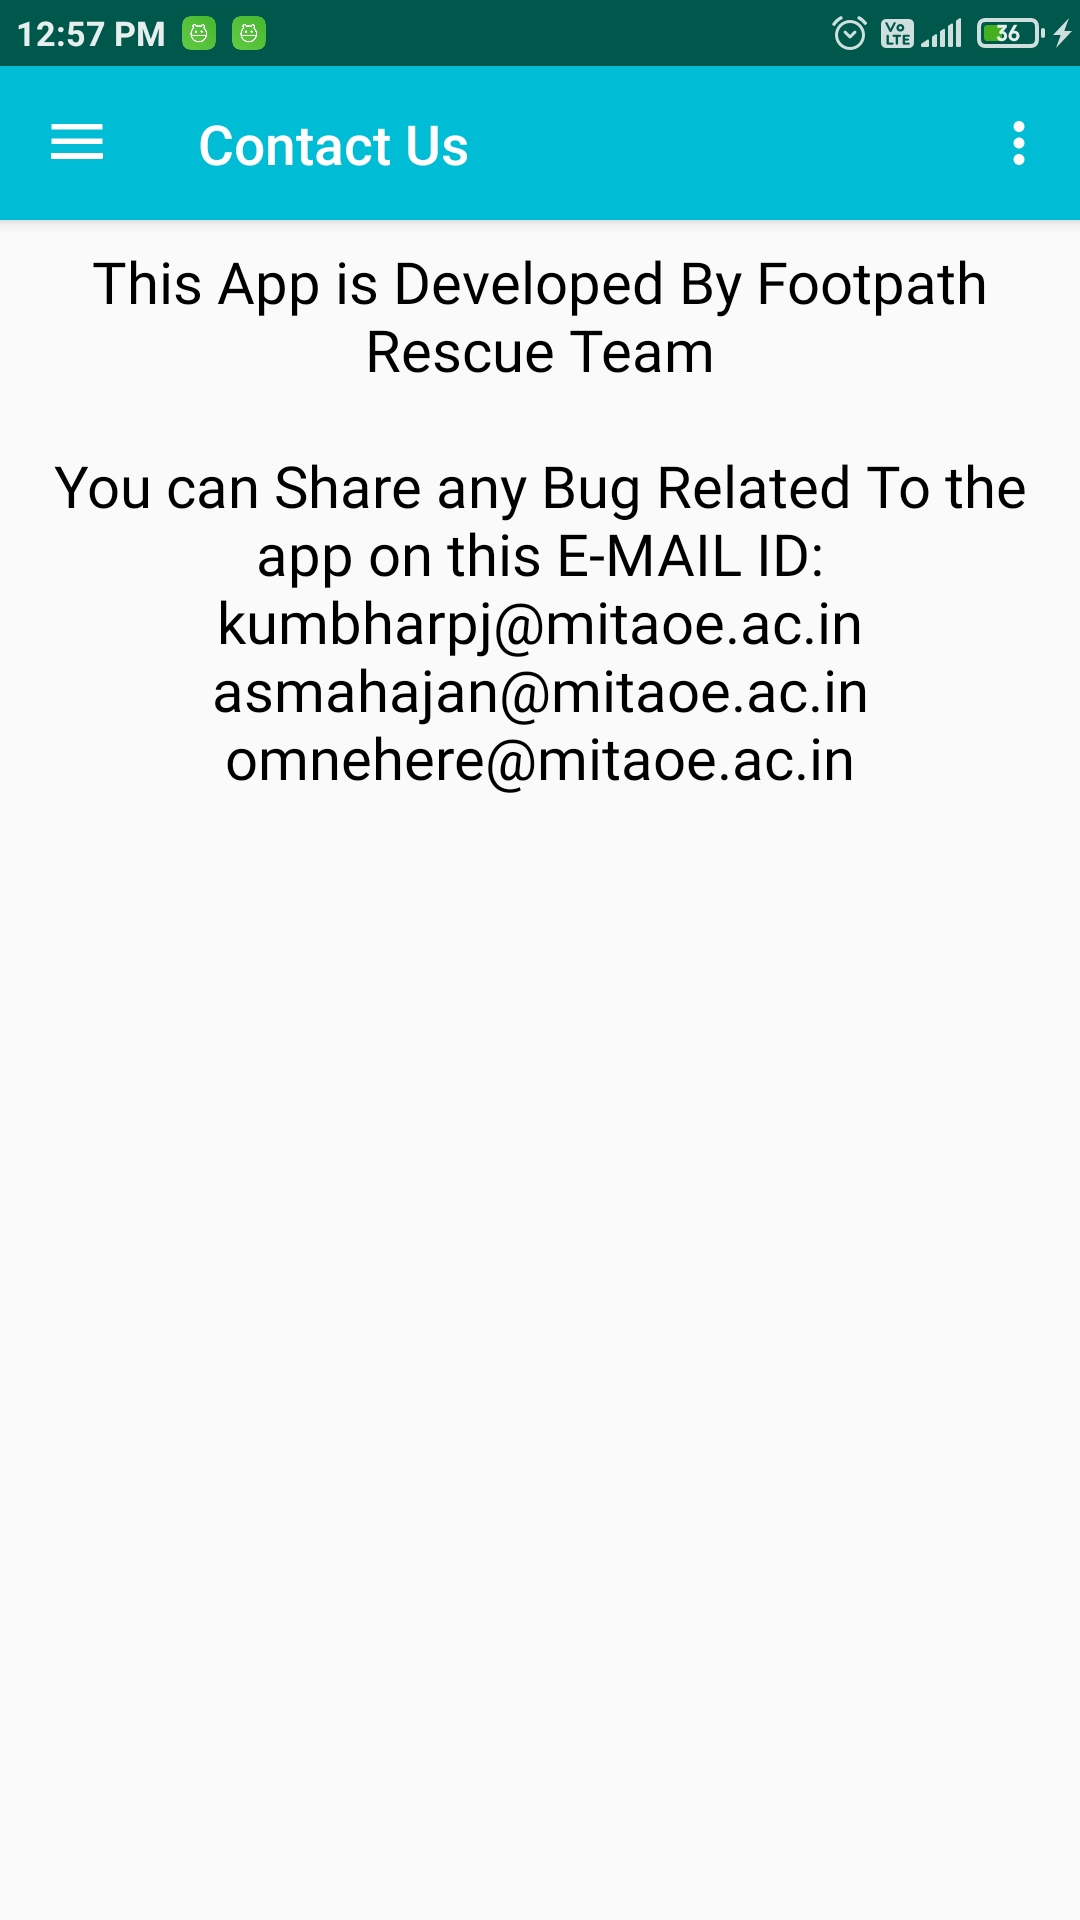 12:57 PM
Vo
LTE
36
Contact Us
This App is Developed By Footpath
Rescue Team
You can Share any Bug Related To the
app on this E-MAIL ID:
kumbharpj@mitaoe.ac.in
asmahajan@mitaoe.ac.in
omnehere@mitaoe.ac.in